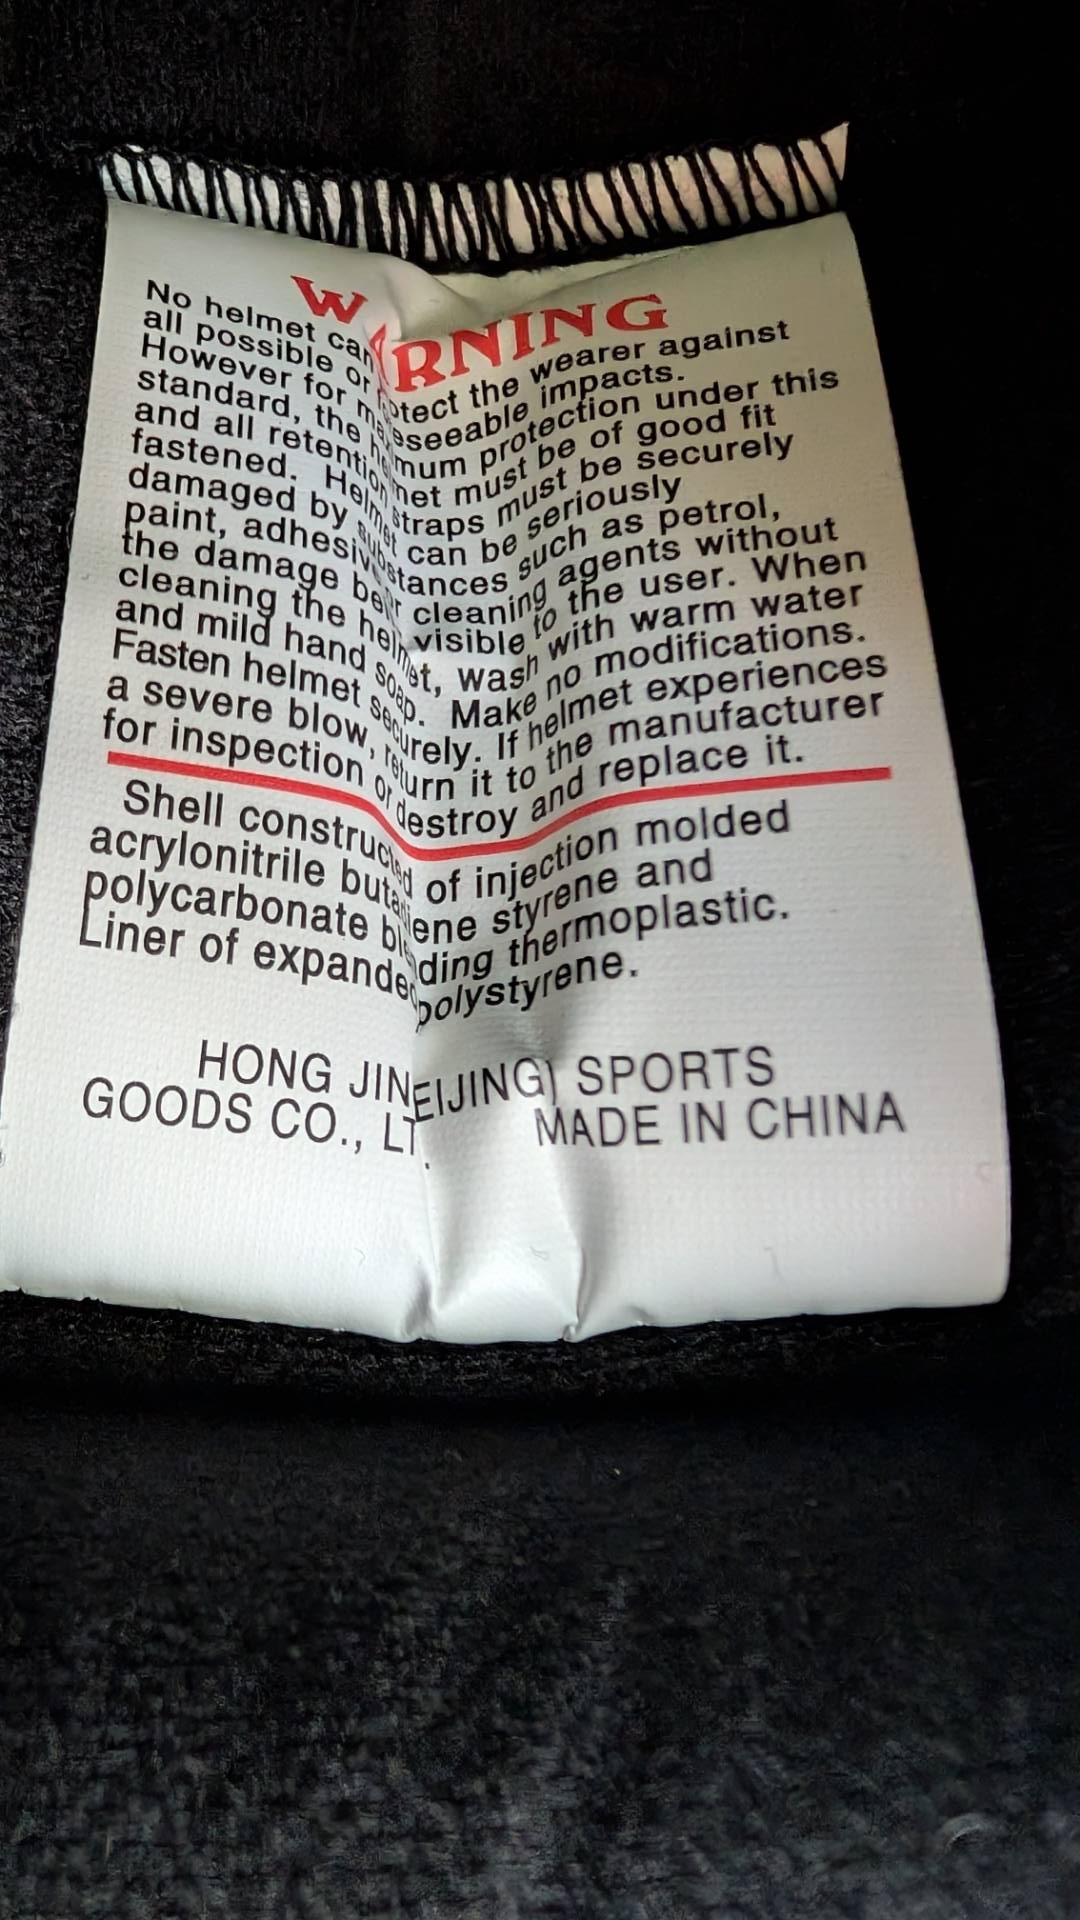 WARNING
No helmet can protect the wearer against
all possible or foreseeable impacts.
However for maximum protection under this
standard, the helmet must be of good fit
and all retention straps must be securely
fastened. Helmet can be seriously
damaged by substances such as petrol,
paint, adhesive or cleaning agents without
the damage being visible to the user. When
cleaning the helmet, wash with warm water
and mild hand soap. Make no modifications.
Fasten helmet securely. If helmet experiences
a severe blow, return it to the manufacturer
for inspection or destroy and replace it.
Shell constructed of injection molded
acrylonitrile butadiene styrene and
polycarbonate blending thermoplastic.
Liner of expanded polystyrene.
HONG JIN EIJING) SPORTS
GOODS CO., LT . MADE IN CHINA